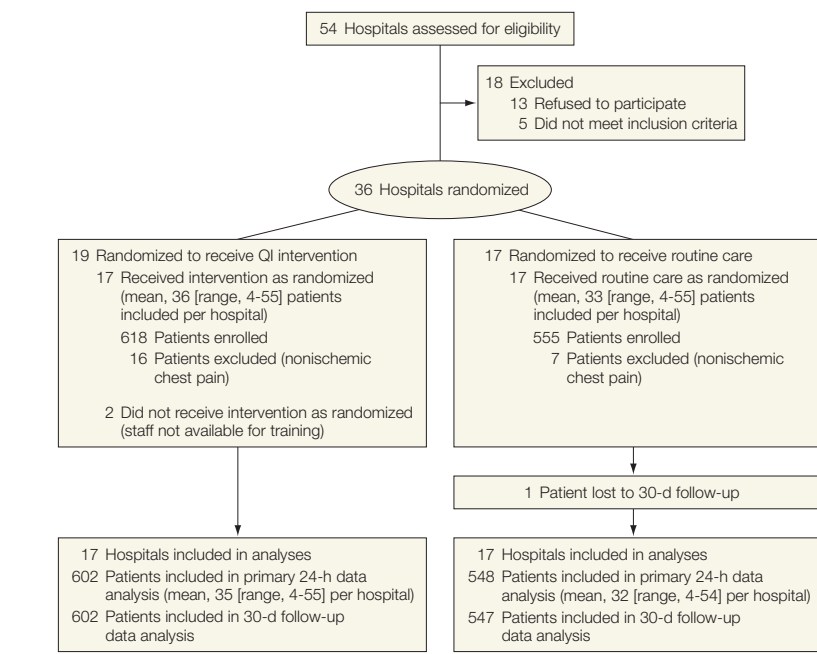 54 Hospitals assessed for eligibility
18 Excluded
13 Refused to participate
5 Did not meet inclusion criteria
36 Hospitals randomized
19 Randomized to receive QI intervention
17 Received intervention as randomized
(mean, 36 [range, 4-55] patients
included per hospital)
618 Patients enrolled
16 Patients excluded (nonischemic
chest pain)
2 Did not receive intervention as randomized
(staff not available for training)
17 Randomized to receive routine care
17 Received routine care as randomized
(mean, 33 [range, 4-55] patients
included per hospital)
555 Patients enrolled
7 Patients excluded (nonischemic
chest pain)
1 Patient lost to 30-d follow-up
17 Hospitals included in analyses
602 Patients included in primary 24-h data
analysis (mean, 35 [range, 4-55] per hospital)
602 Patients included in 30-d follow-up
data analysis
17 Hospitals included in analyses
548 Patients included in primary 24-h data
analysis (mean, 32 [range, 4-54] per hospital)
547 Patients included in 30-d follow-up
data analysis